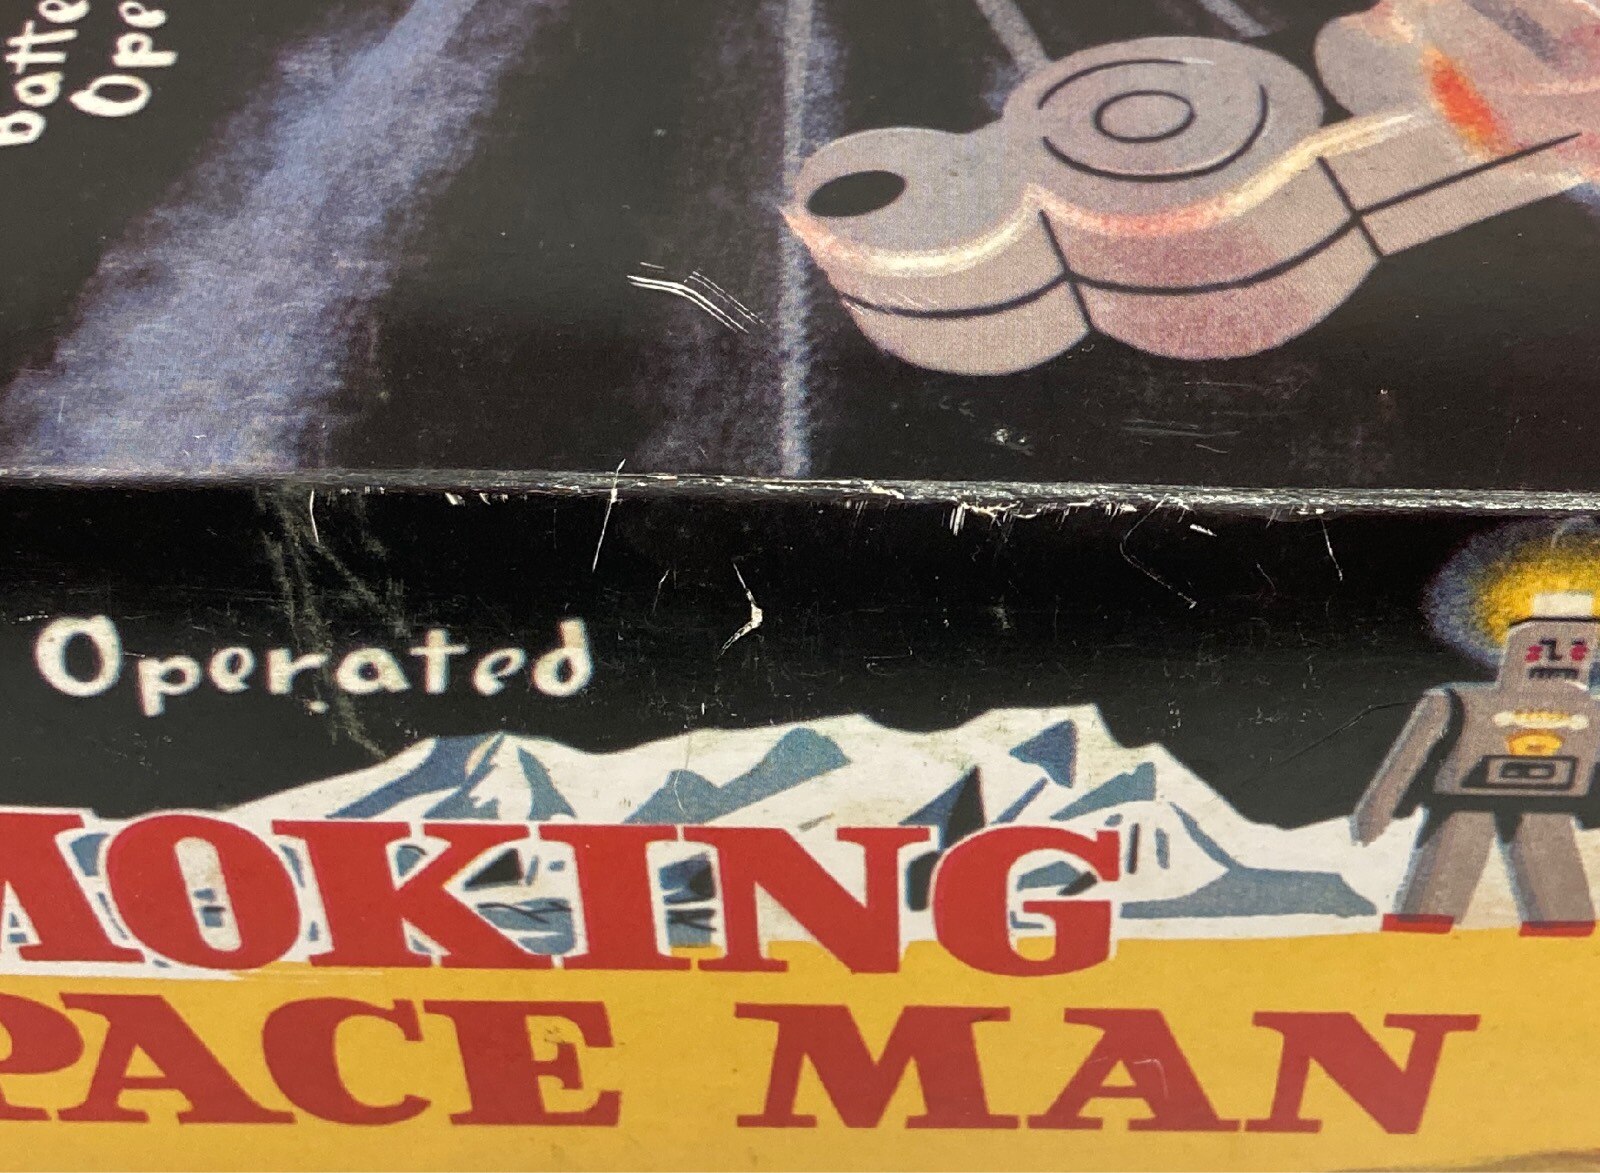 Batte
Ope
Operated
MOKING
PACE MAN